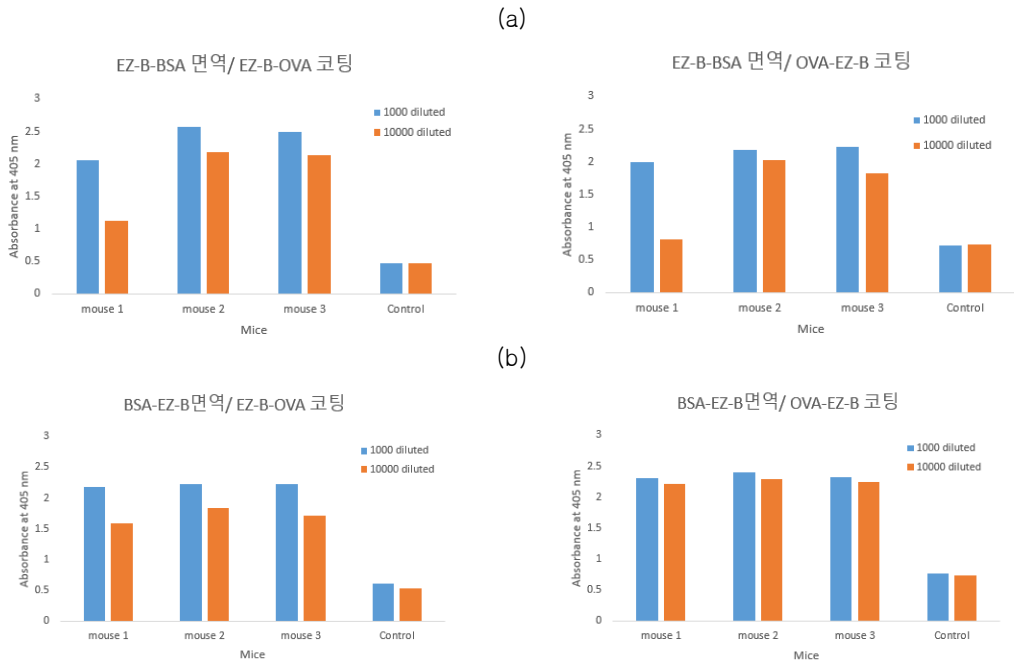 (a)
EZ-B-BSA 면역/ EZ-B-OVA 코팅
3
2.5
2
1.5
1
0.5
0
Absorbance at 405 nm
1000 diluted
10000 diluted
mouse 1 mouse 2 mouse 3 Control
Mice
EZ-B-BSA 면역/ OVA-EZ-B 코팅
3
2.5
2
1.5
1
0.5
0
Absorbance at 405 nm
1000 diluted
10000 diluted
mouse 1 mouse 2 mouse 3 Control
Mice
(b)
BSA-EZ-B면역/ EZ-B-OVA 코팅
3
2.5
2
1.5
1
0.5
0
Absorbance at 405 nm
1000 diluted
10000 diluted
mouse 1 mouse 2 mouse 3 Control
Mice
BSA-EZ-B면역/ OVA-EZ-B 코팅
3
2.5
2
1.5
1
0.5
0
Absorbance at 405 nm
1000 diluted
10000 diluted
mouse 1 mouse 2 mouse 3 Control
Mice